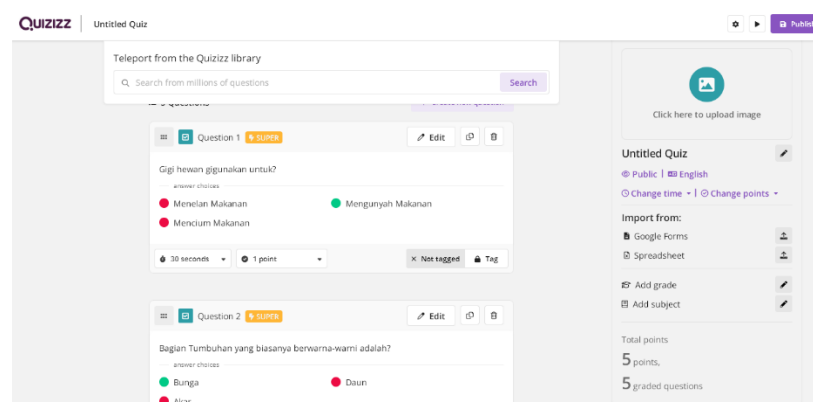 QUIZIZZ
Untitled Quiz
Publish
Teleport from the Quizizz library
Search from millions of questions
Search
Click here to upload image
Untitled Quiz
Public | English
Change time | Change points
Import from:
Google Forms
Spreadsheet
Add grade
Add subject
Total points
5 points,
5 graded questions
Question 1 SUPER
Edit
Gigi hewan gigunakan untuk?
answer choices
Menelan Makanan
Mengunyah Makanan
Mencium Makanan
30 seconds
1 point
× Not tagged
Tag
Question 2 SUPER
Edit
Bagian Tumbuhan yang biasanya berwarna-warni adalah?
answer choices
Bunga
Daun